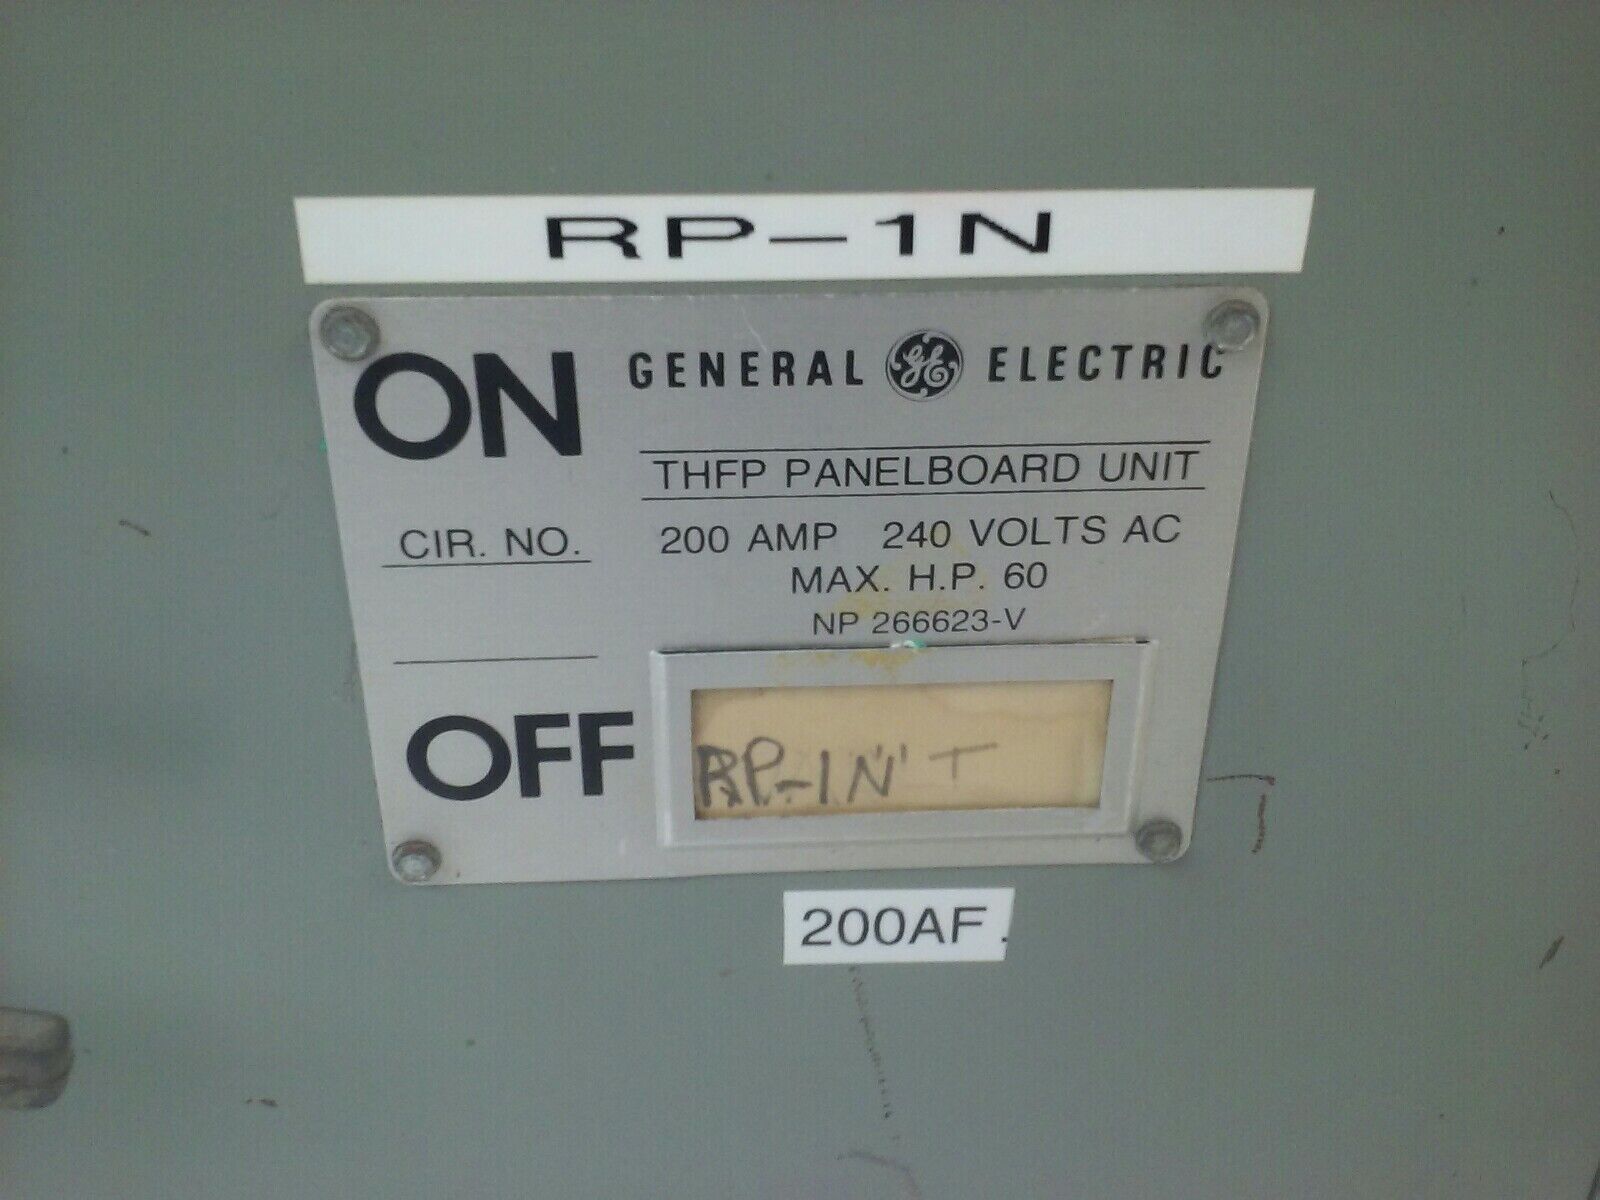 RP-1N
ON
GENERAL GE ELECTRIC
THFP PANELBOARD UNIT
CIR. NO.
200 AMP 240 VOLTS AC
MAX. H.P. 60
NP 266623-V
OFF
RP-1N
200AF.